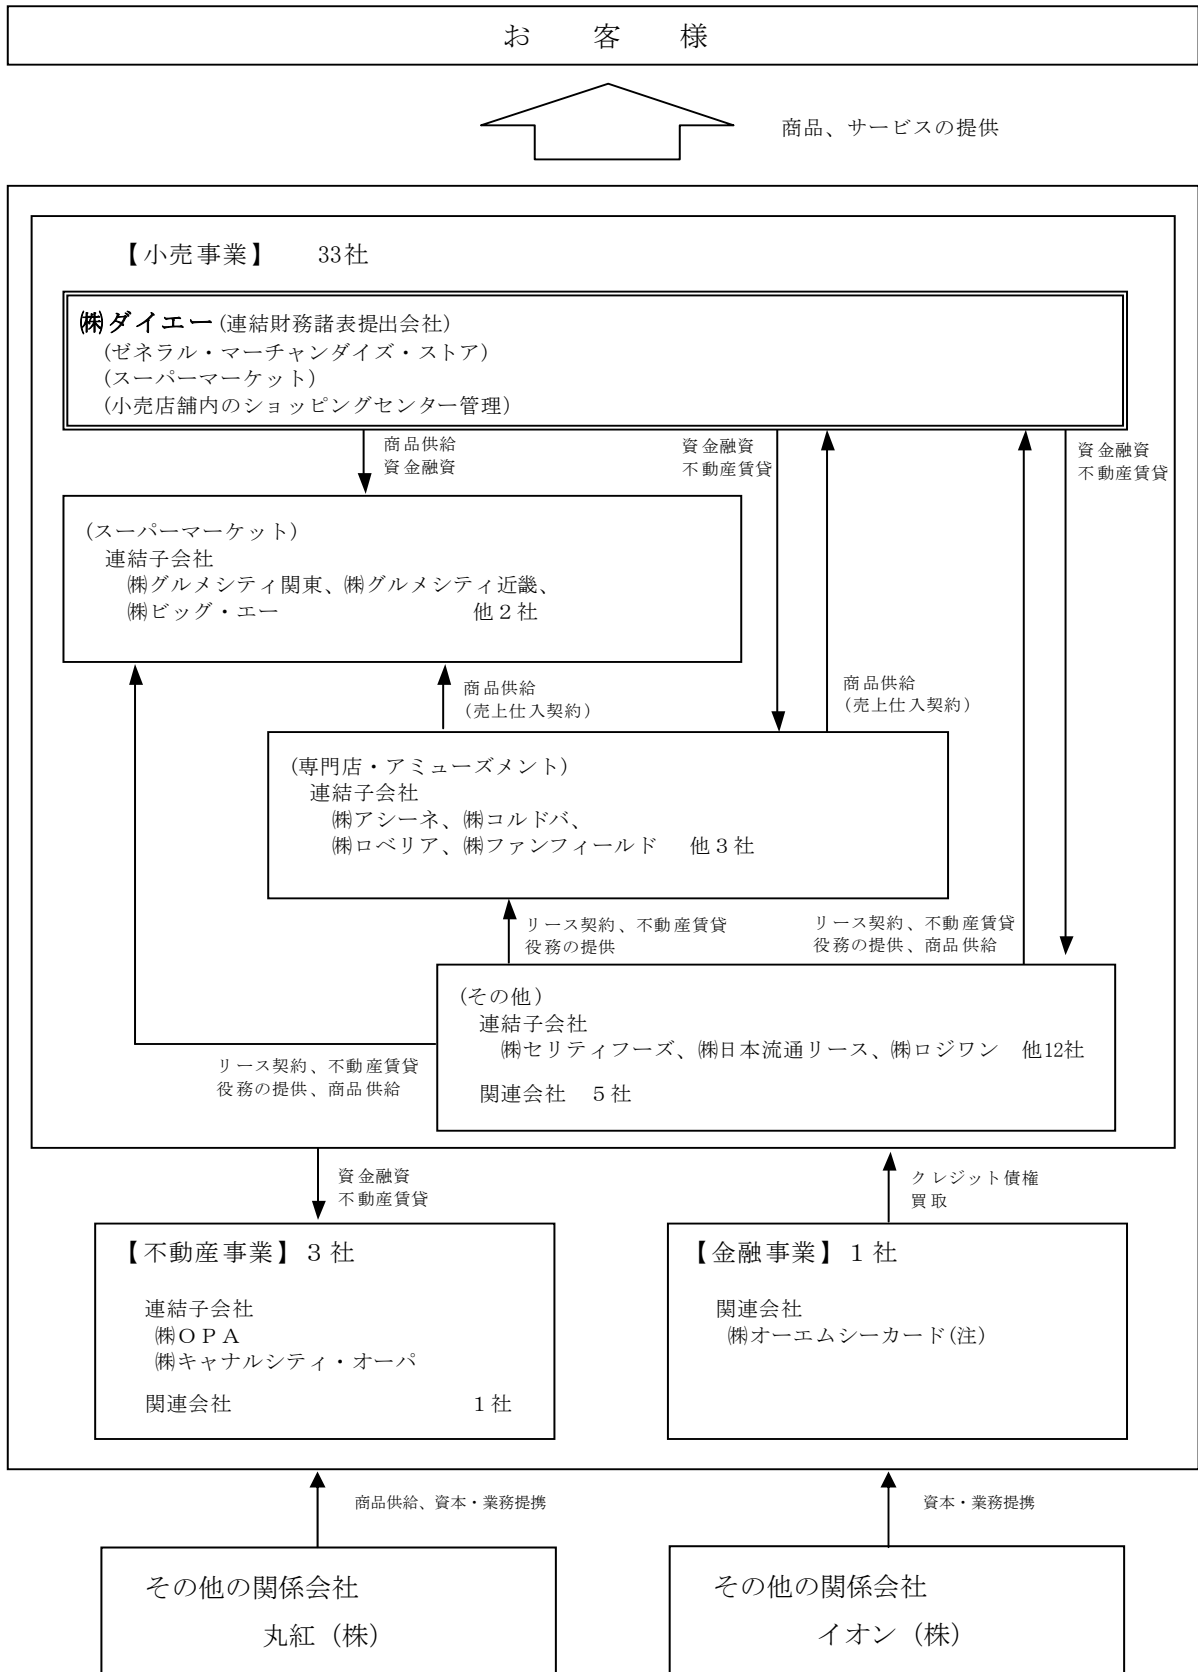 お　客　様
商品、サービスの提供
【小売事業】　33社
㈱ダイエー(連結財務諸表提出会社)
(ゼネラル・マーチャンダイズ・ストア)
(スーパーマーケット)
(小売店舗内のショッピングセンター管理)
商品供給
資金融資
資金融資
不動産賃貸
資金融資
不動産賃貸
(スーパーマーケット)
連結子会社
㈱グルメシティ関東、㈱グルメシティ近畿、
㈱ビッグ・エー　他２社
商品供給
(売上仕入契約)
商品供給
(売上仕入契約)
(専門店・アミューズメント)
連結子会社
㈱アシーネ、㈱コルドバ、
㈱ロベリア、㈱ファンフィールド　他３社
リース契約、不動産賃貸
役務の提供
リース契約、不動産賃貸
役務の提供、商品供給
(その他)
連結子会社
㈱セリティフーズ、㈱日本流通リース、㈱ロジワン　他12社
関連会社　５社
リース契約、不動産賃貸
役務の提供、商品供給
資金融資
不動産賃貸
クレジット債権
買取
【不動産事業】３社
連結子会社
㈱ＯＰＡ
㈱キャナルシティ・オーパ
関連会社　１社
【金融事業】１社
関連会社
㈱オーエムシーカード(注)
商品供給、資本・業務提携
資本・業務提携
その他の関係会社
丸紅（株）
その他の関係会社
イオン（株）